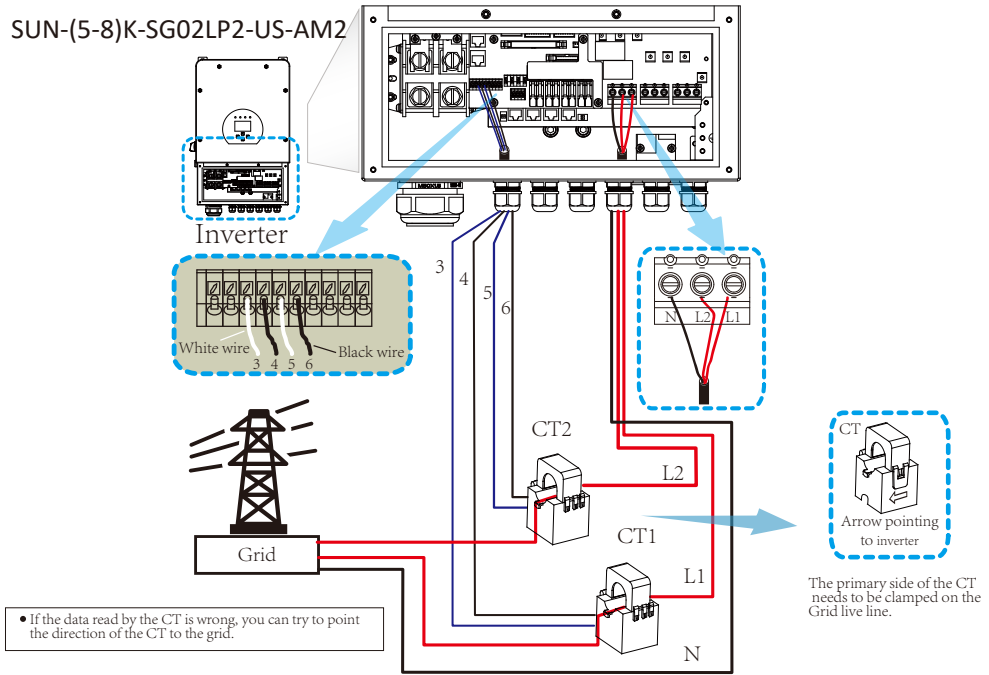 SUN-(5-8)K-SG02LP2-US-AM2
Inverter
3
4
5
6
White wire
3 4 5 6
Black wire
N L2 L1
CT2
L2
CT
Arrow pointing
to inverter
CT1
Grid
L1
The primary side of the CT
needs to be clamped on the
Grid live line.
• If the data read by the CT is wrong, you can try to point
the direction of the CT to the grid.
N